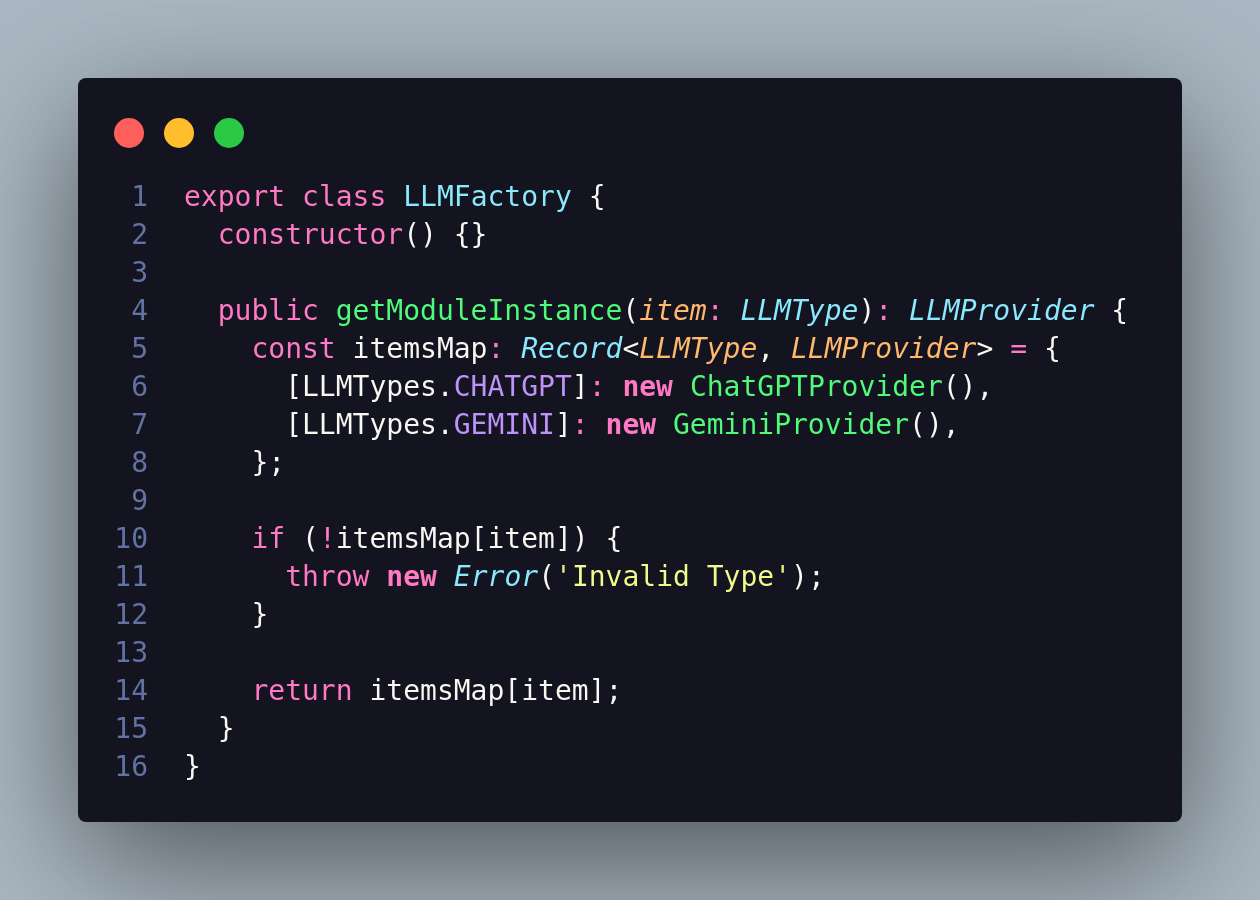 1 export class LLMFactory {
2   constructor() {}
3
4   public getModuleInstance(item: LLMType): LLMProvider {
5     const itemsMap: Record<LLMType, LLMProvider> = {
6       [LLMTypes.CHATGPT]: new ChatGPTProvider(),
7       [LLMTypes.GEMINI]: new GeminiProvider(),
8     };
9
10     if (!itemsMap[item]) {
11       throw new Error('Invalid Type');
12     }
13
14     return itemsMap[item];
15   }
16 }